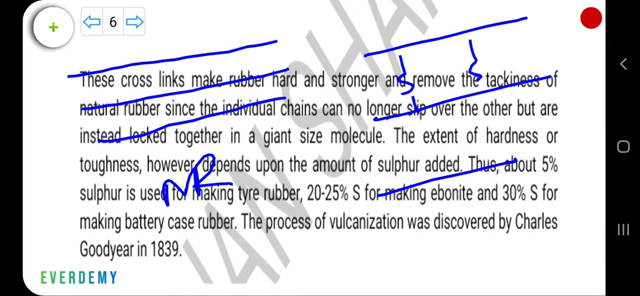 6
These cross links make rubber hard and stronger and remove the tackiness of
natural rubber since the individual chains can no longer slip over the other but are
instead locked together in a giant size molecule. The extent of hardness or
toughness, however, depends upon the amount of sulphur added. Thus, about 5%
sulphur is used for making tyre rubber, 20-25% S for making ebonite and 30% S for
NR
making battery case rubber. The process of vulcanization was discovered by Charles
Goodyear in 1839.
EVERDEMY